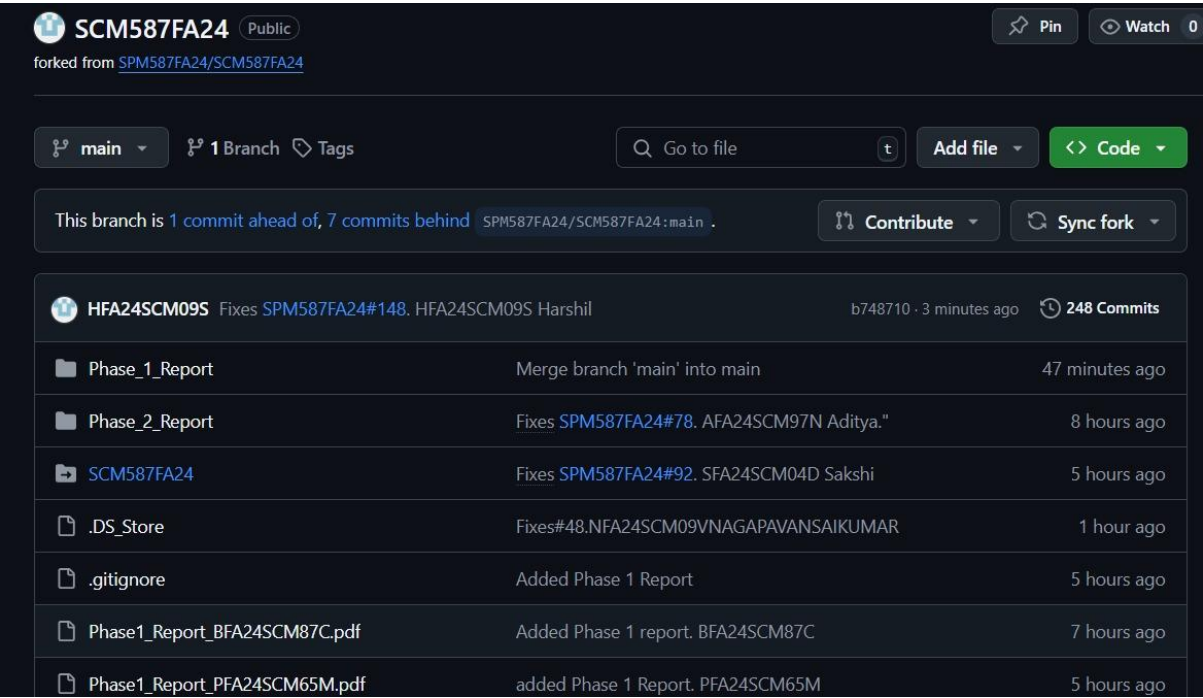 SCM587FA24 Public Pin Watch 0
forked from SPM587FA24/SCM587FA24
main 1 Branch Tags Go to file t Add file <> Code
This branch is 1 commit ahead of, 7 commits behind SPM587FA24/SCM587FA24:main . Contribute Sync fork
HFA24SCM09S Fixes SPM587FA24#148. HFA24SCM09S Harshil b748710 · 3 minutes ago 248 Commits
Phase_1_Report Merge branch 'main' into main 47 minutes ago
Phase_2_Report Fixes SPM587FA24#78. AFA24SCM97N Aditya." 8 hours ago
SCM587FA24 Fixes SPM587FA24#92. SFA24SCM04D Sakshi 5 hours ago
.DS_Store Fixes#48.NFA24SCM09VNAGAPAVANSAIKUMAR 1 hour ago
.gitignore Added Phase 1 Report 5 hours ago
Phase1_Report_BFA24SCM87C.pdf Added Phase 1 report. BFA24SCM87C 7 hours ago
Phase1_Report_PFA24SCM65M.pdf added Phase 1 Report. PFA24SCM65M 5 hours ago